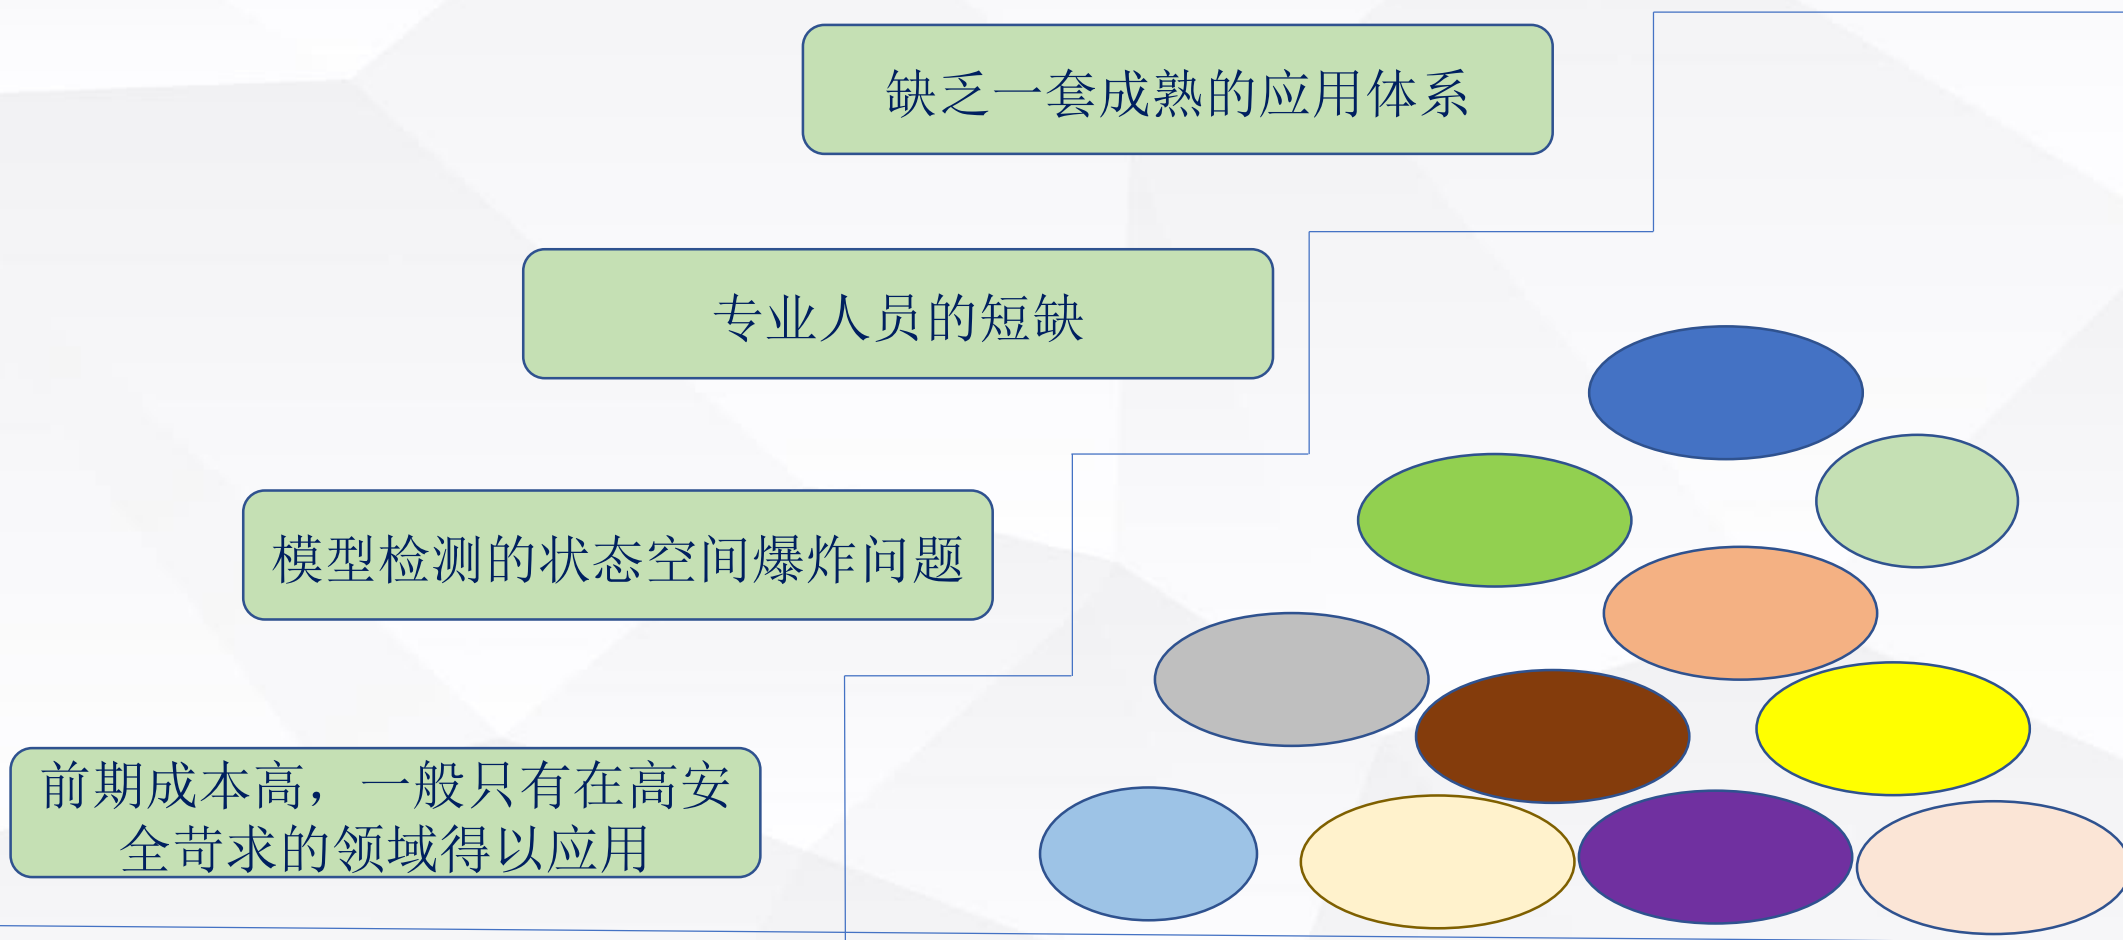 缺乏一套成熟的应用体系
专业人员的短缺
模型检测的状态空间爆炸问题
前期成本高，一般只有在高安
全苛求的领域得以应用